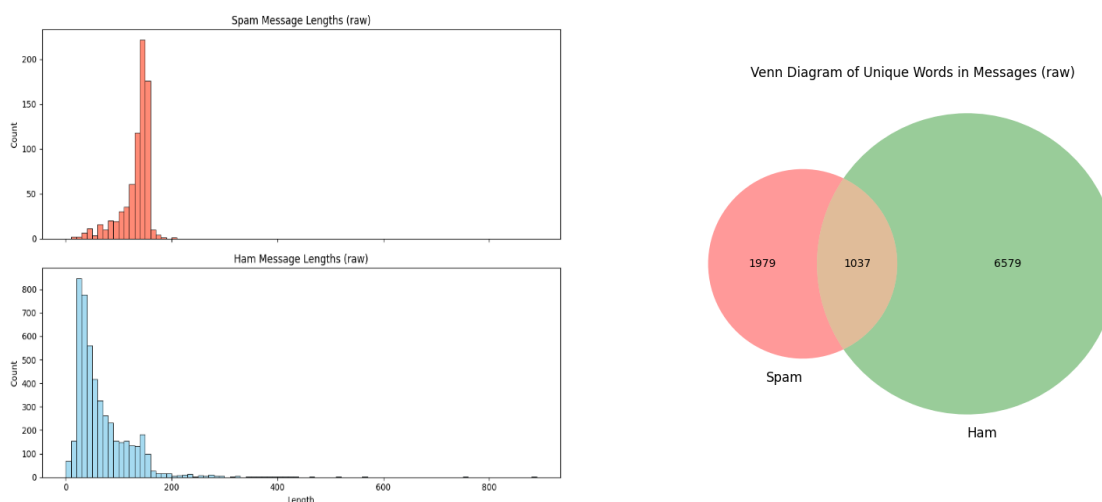 Spam Message Lengths (raw)
200
150
100
50
0
Count
Ham Message Lengths (raw)
800
700
600
500
400
300
200
100
0
Count
0 200 400 600 800
Length
Venn Diagram of Unique Words in Messages (raw)
1979 1037 6579
Spam
Ham